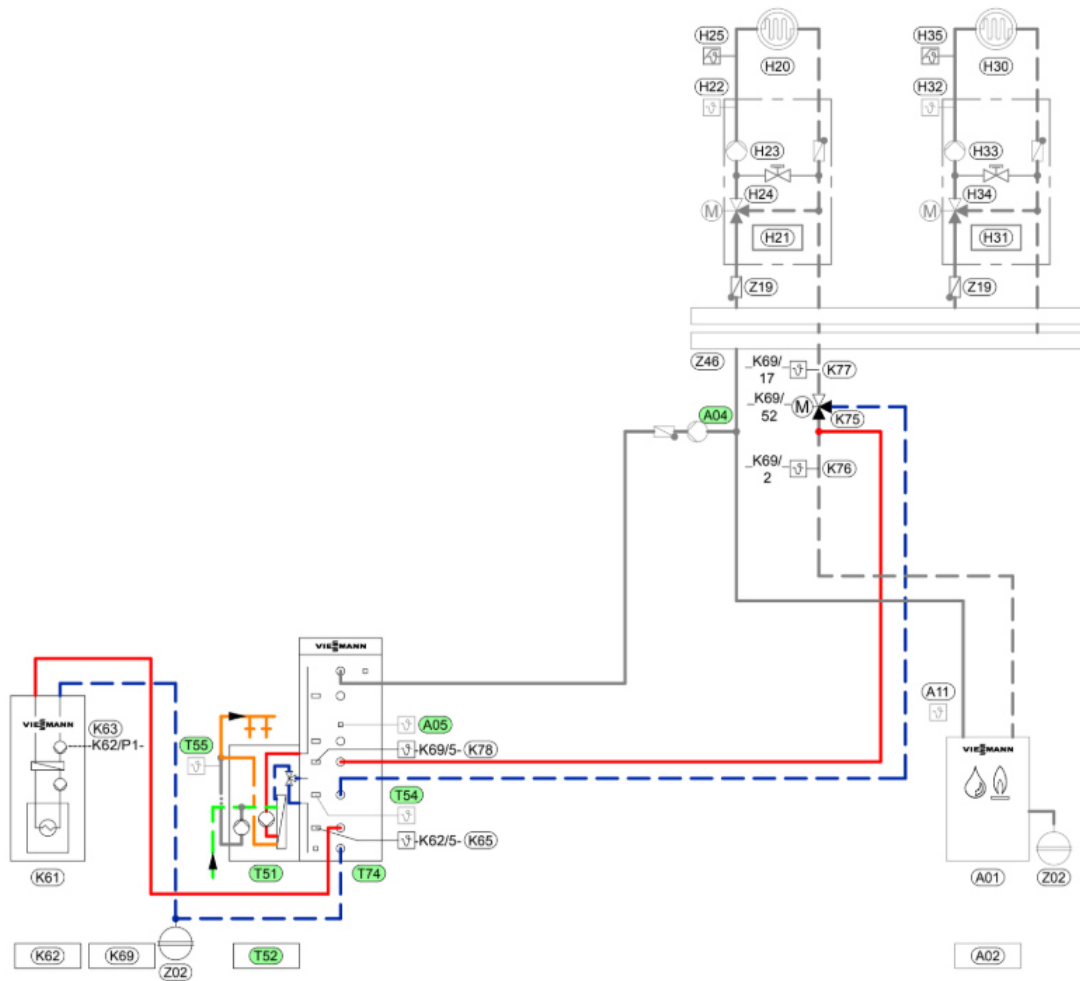 H25
H35
H20
H30
H22
H32
H23
H33
H24
H34
M
M
H21
H31
Z19
Z19
Z46
K69/
17
K77
K69/
52
M
K75
A04
K69/
2
K76
VIESMANN
A11
VIESMANN
K63
K62/P1-
T55
A05
-K69/5-
K78
VIESMANN
T54
-K62/5-
K65
K61
T51
T74
A01
Z02
K62
K69
Z02
T52
A02